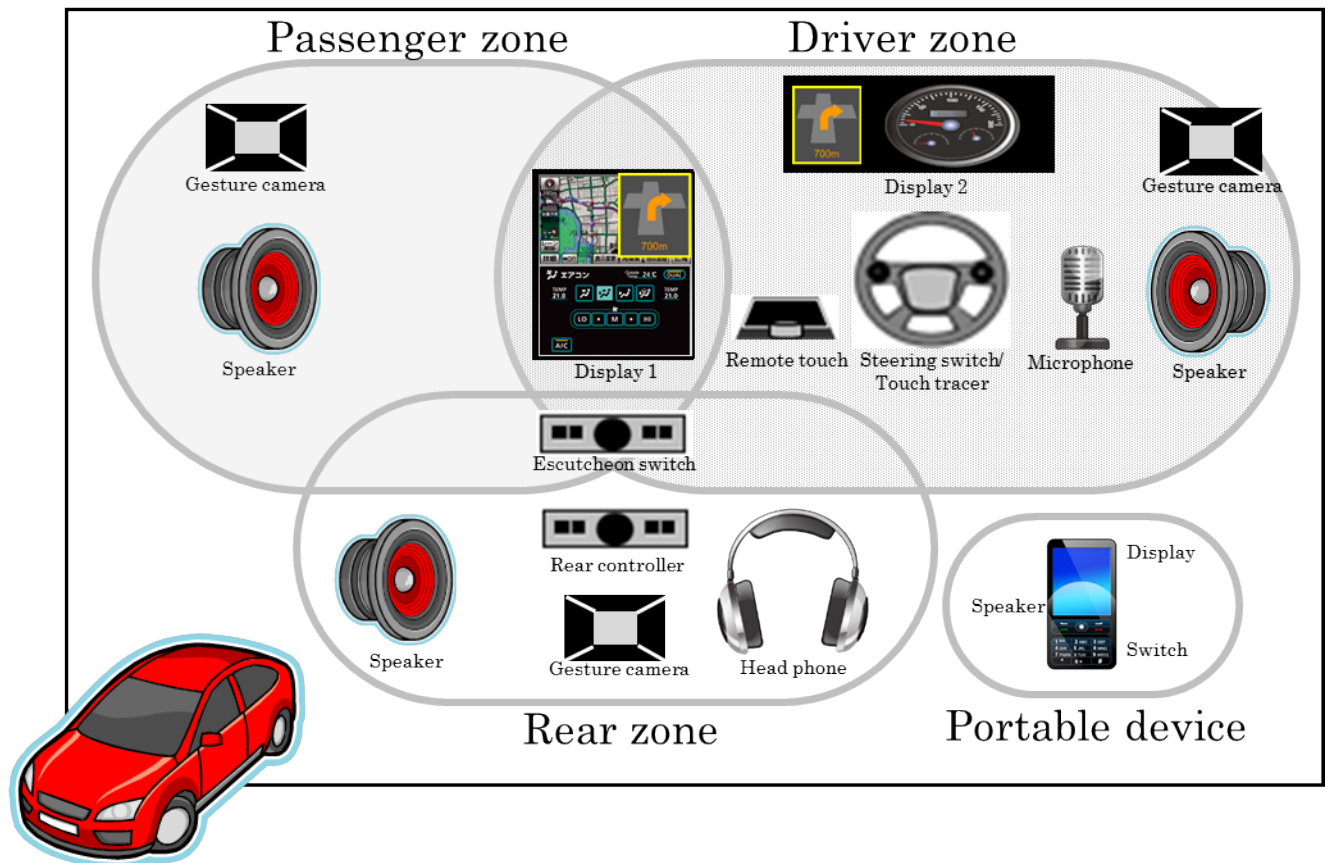 Passenger zone
Driver zone
Gesture camera
Speaker
700m
エアコン
24°C
DUAL
TEMP
21.0
TEMP
21.0
LO
M
HI
A/C
Display 1
700m
Display 2
Gesture camera
Remote touch
Steering switch/
Touch tracer
Microphone
Speaker
Escutcheon switch
Rear controller
Speaker
Gesture camera
Head phone
Rear zone
Display
Speaker
Switch
Portable device